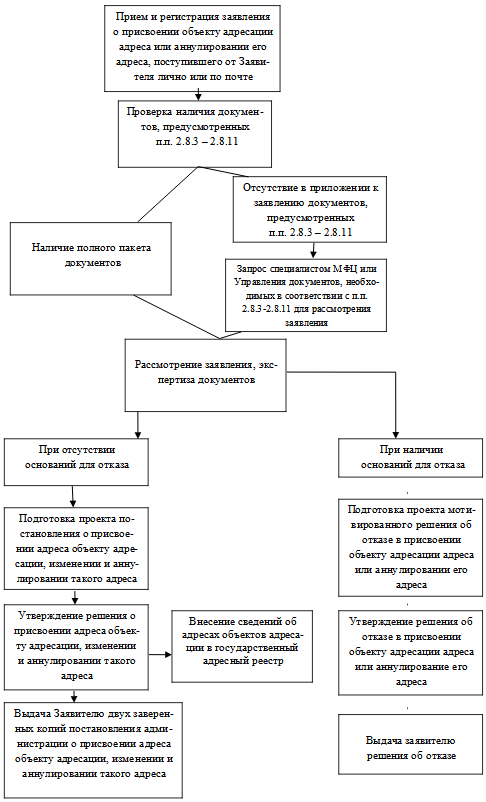 Прием и регистрация заявления
о присвоении объекту адресации
адреса или аннулировании его
адреса, поступившего от Заяви-
теля лично или по почте
Проверка наличия докумен-
тов, предусмотренных
п.п. 2.8.3 – 2.8.11
Отсутствие в приложении к
заявлению документов,
предусмотренных
п.п. 2.8.3 – 2.8.11
Наличие полного пакета
документов
Запрос специалистом МФЦ или
Управления документов, необхо-
димых в соответствии с п.п.
2.8.3-2.8.11 для рассмотрения
заявления
Рассмотрение заявления, экс-
пертиза документов
При отсутствии
оснований для отказа
При наличии
оснований для отказа
Подготовка проекта по-
становления о присвое-
нии адреса объекту адре-
сации, изменении и анну-
лировании такого адреса
Подготовка проекта моти-
вированного решения об
отказе в присвоении
объекту адресации адреса
или аннулировании его
адреса
Утверждение решения о
присвоении адреса объек-
ту адресации, изменении
и аннулировании такого
адреса
Внесение сведений об
адресах объектов адреса-
ции в государственный
адресный реестр
Утверждение решения об
отказе в присвоении
объекту адресации адреса
или аннулирование его
адреса
Выдача Заявителю двух заверен-
ных копий постановления адми-
нистрации о присвоении адреса
объекту адресации, изменении и
аннулировании такого адреса
Выдача заявителю
решения об отказе